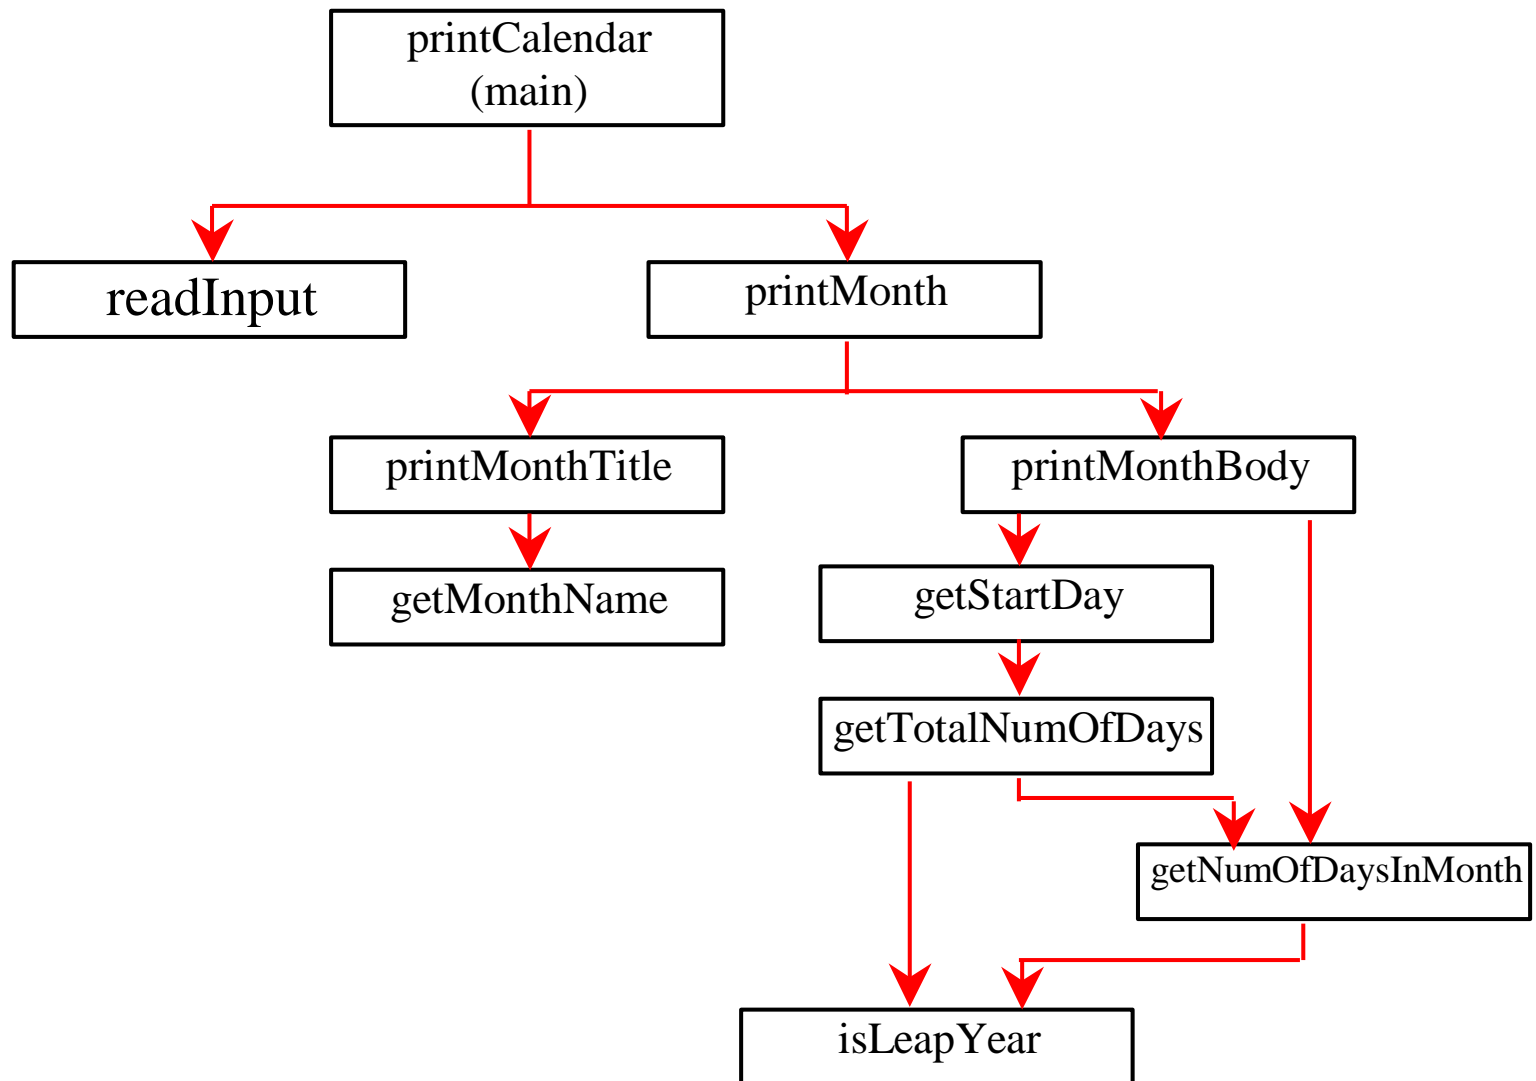 printCalendar
(main)
readInput
printMonth
printMonthTitle
printMonthBody
getMonthName
getStartDay
getTotalNumOfDays
getNumOfDaysInMonth
isLeapYear